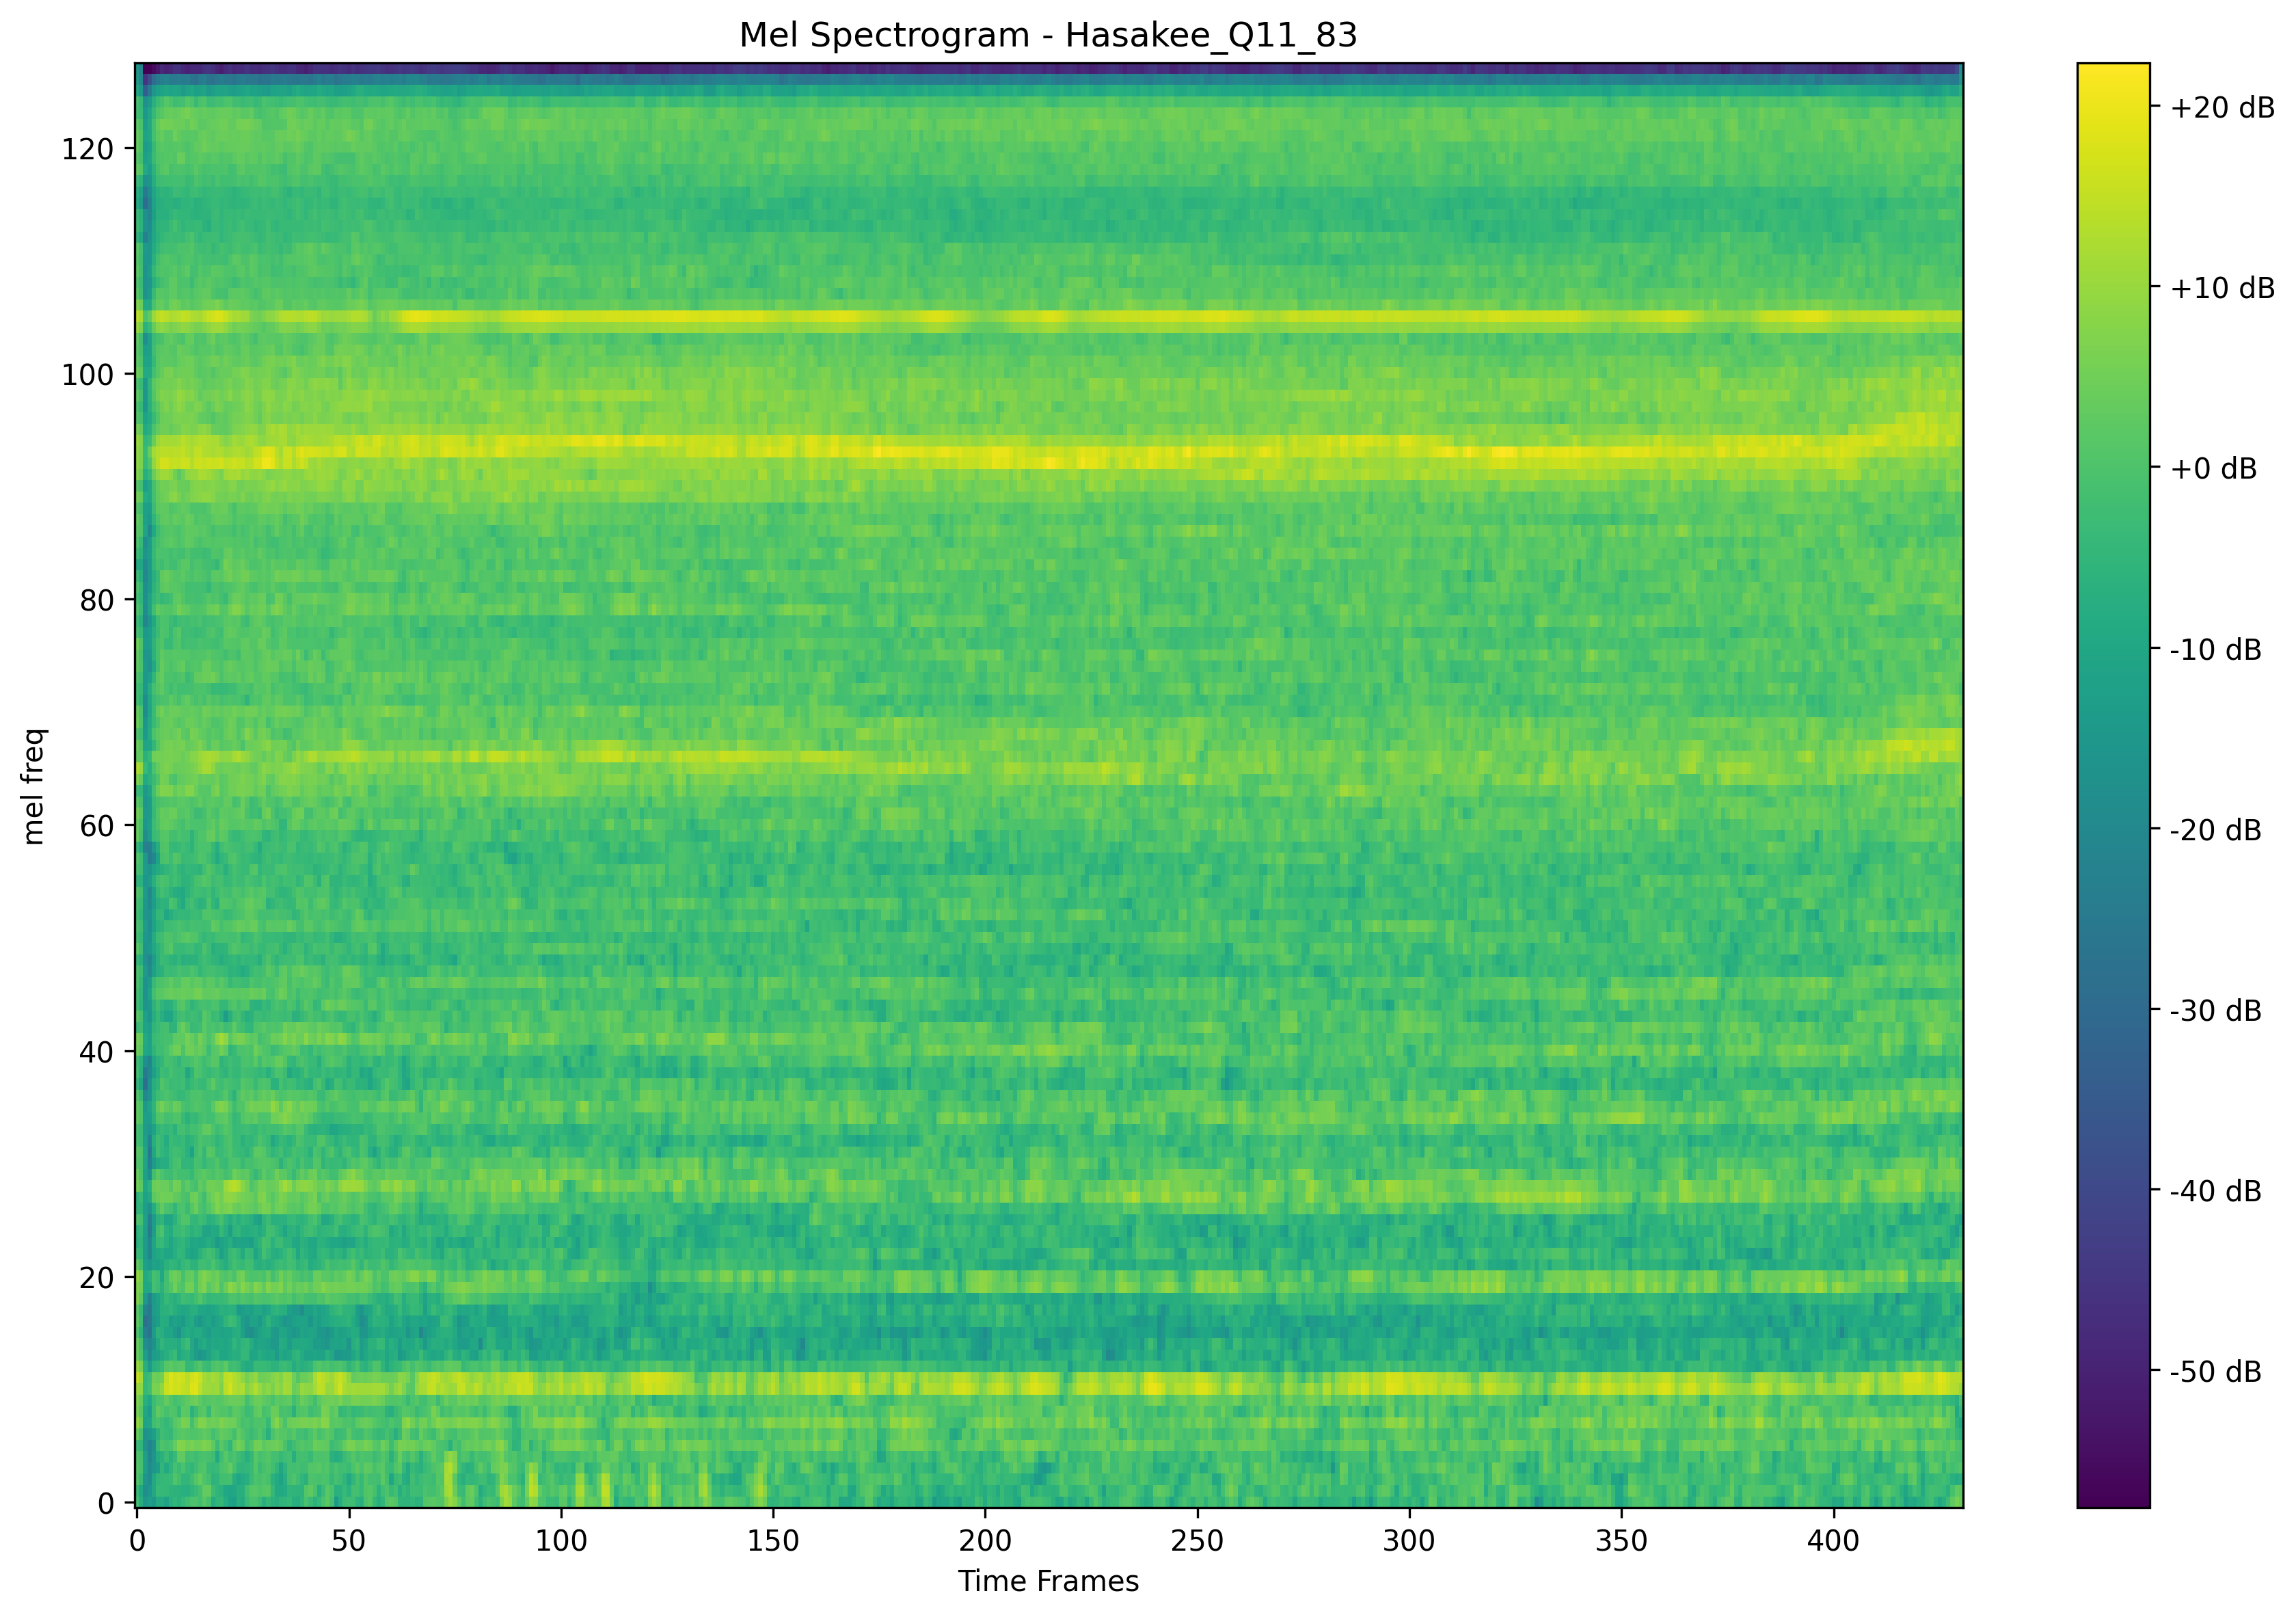 Mel Spectrogram - Hasakee_Q11_83
mel freq
120
100
80
60
40
20
0
0 50 100 150 200 250 300 350 400
Time Frames
+20 dB
+10 dB
+0 dB
-10 dB
-20 dB
-30 dB
-40 dB
-50 dB